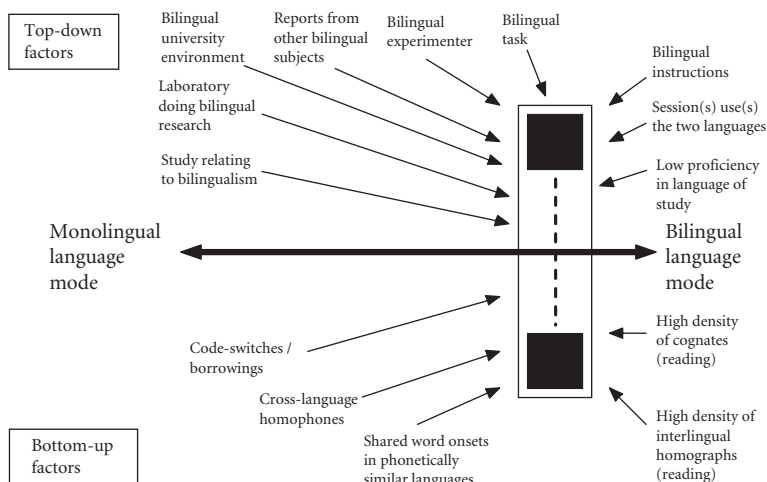 Top-down
factors
Bilingual
university
environment
Reports from
other bilingual
subjects
Bilingual
experimenter
Bilingual
task
Bilingual
instructions
Laboratory
doing bilingual
research
Session(s) use(s)
the two languages
Study relating
to bilingualism
Low proficiency
in language of
study
Monolingual
language
mode
Bilingual
language
mode
Code-switches /
borrowings
High density
of cognates
(reading)
Cross-language
homophones
Shared word onsets
in phonetically
similar languages
High density of
interlingual
homographs
(reading)
Bottom-up
factors